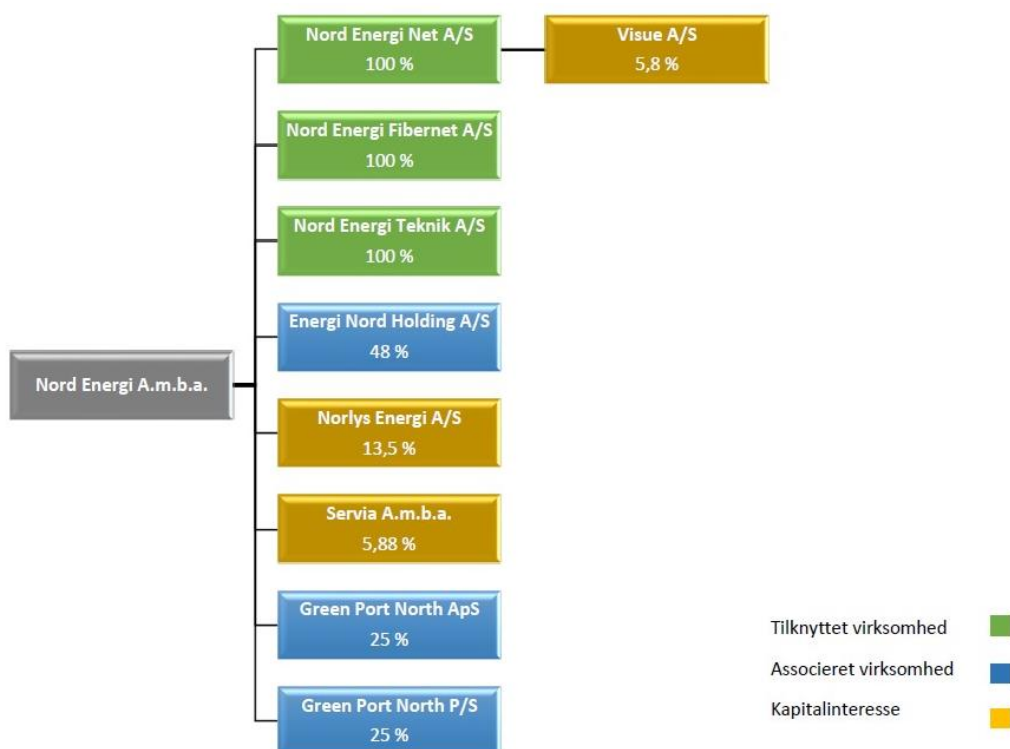 Nord Energi A.m.b.a.
Nord Energi Net A/S
100 %
Visue A/S
5,8 %
Nord Energi Fibernet A/S
100 %
Nord Energi Teknik A/S
100 %
Energi Nord Holding A/S
48 %
Norlys Energi A/S
13,5 %
Servia A.m.b.a.
5,88 %
Green Port North ApS
25 %
Green Port North P/S
25 %
Tilknyttet virksomhed
Associeret virksomhed
Kapitalinteresse